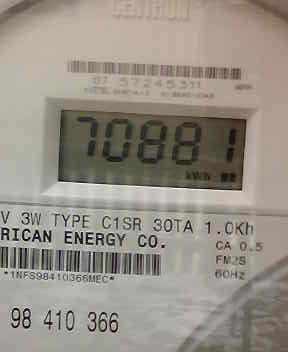 CENTRON
07 57245311
70881
V 3W TYPE C1SR 30TA 1.0Kh
RICAN ENERGY CO.
CA 0.5
FM2S
*1NFS98410366MEC*
60Hz
98 410 366